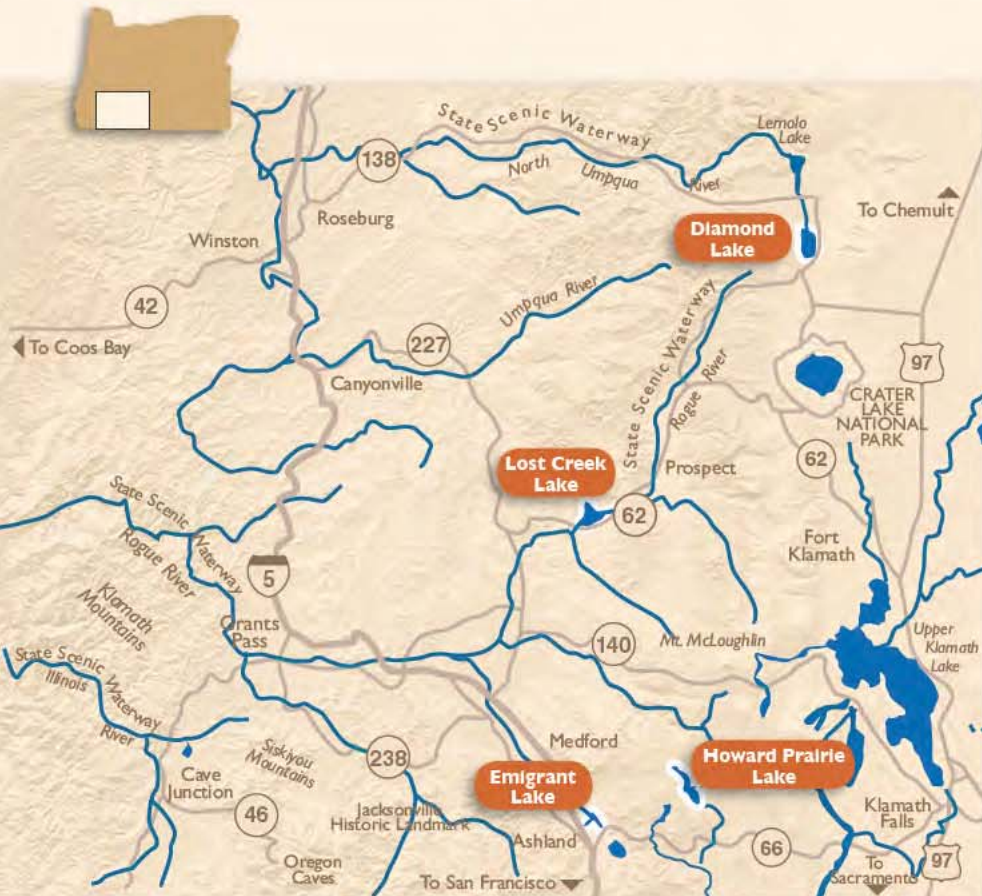 State Scenic Waterway
Lemolo
Lake
138
North Umpqua River
To Chemult
Roseburg
Diamond
Lake
Winston
42
Umpqua River
To Coos Bay
227
97
Canyonville
State Scenic Waterway
Rogue River
CRATER
LAKE
NATIONAL
PARK
Lost Creek
Lake
Prospect
62
62
State Scenic Waterway
Rogue River
Fort
Klamath
5
Klamath
Mountains
Grants
Pass
140
Mt. McLoughlin
Upper
Klamath
Lake
State Scenic Waterway
Illinois River
Siskiyou
Mountains
238
Medford
Howard Prairie
Lake
Emigrant
Lake
Cave
Junction
46
Jacksonville
Historic Landmark
Klamath
Falls
Ashland
66
Oregon
Caves
To San Francisco
To
Sacramento
97